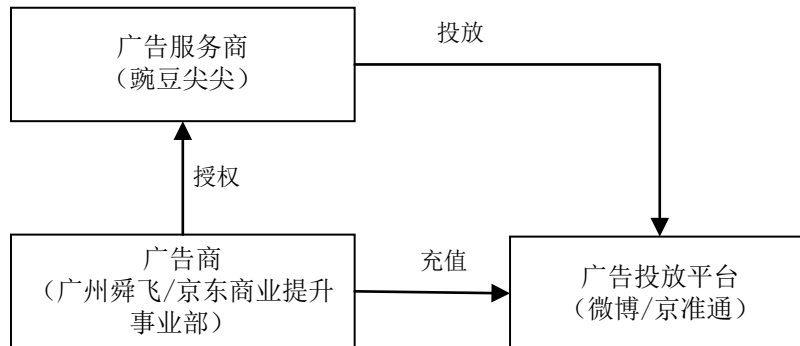 广告服务商
（豌豆尖尖）
投放
授权
广告商
（广州舜飞/京东商业提升
事业部）
充值
广告投放平台
（微博/京准通）